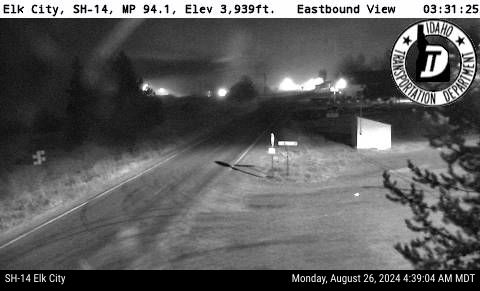 Elk City, SH-14, MP 94.1, Elev 3,939ft. Eastbound View 03:31:25
IDAHO
TRANSPORTATION DEPARTMENT
SH-14 Elk City Monday, August 26, 2024 4:39:04 AM MDT